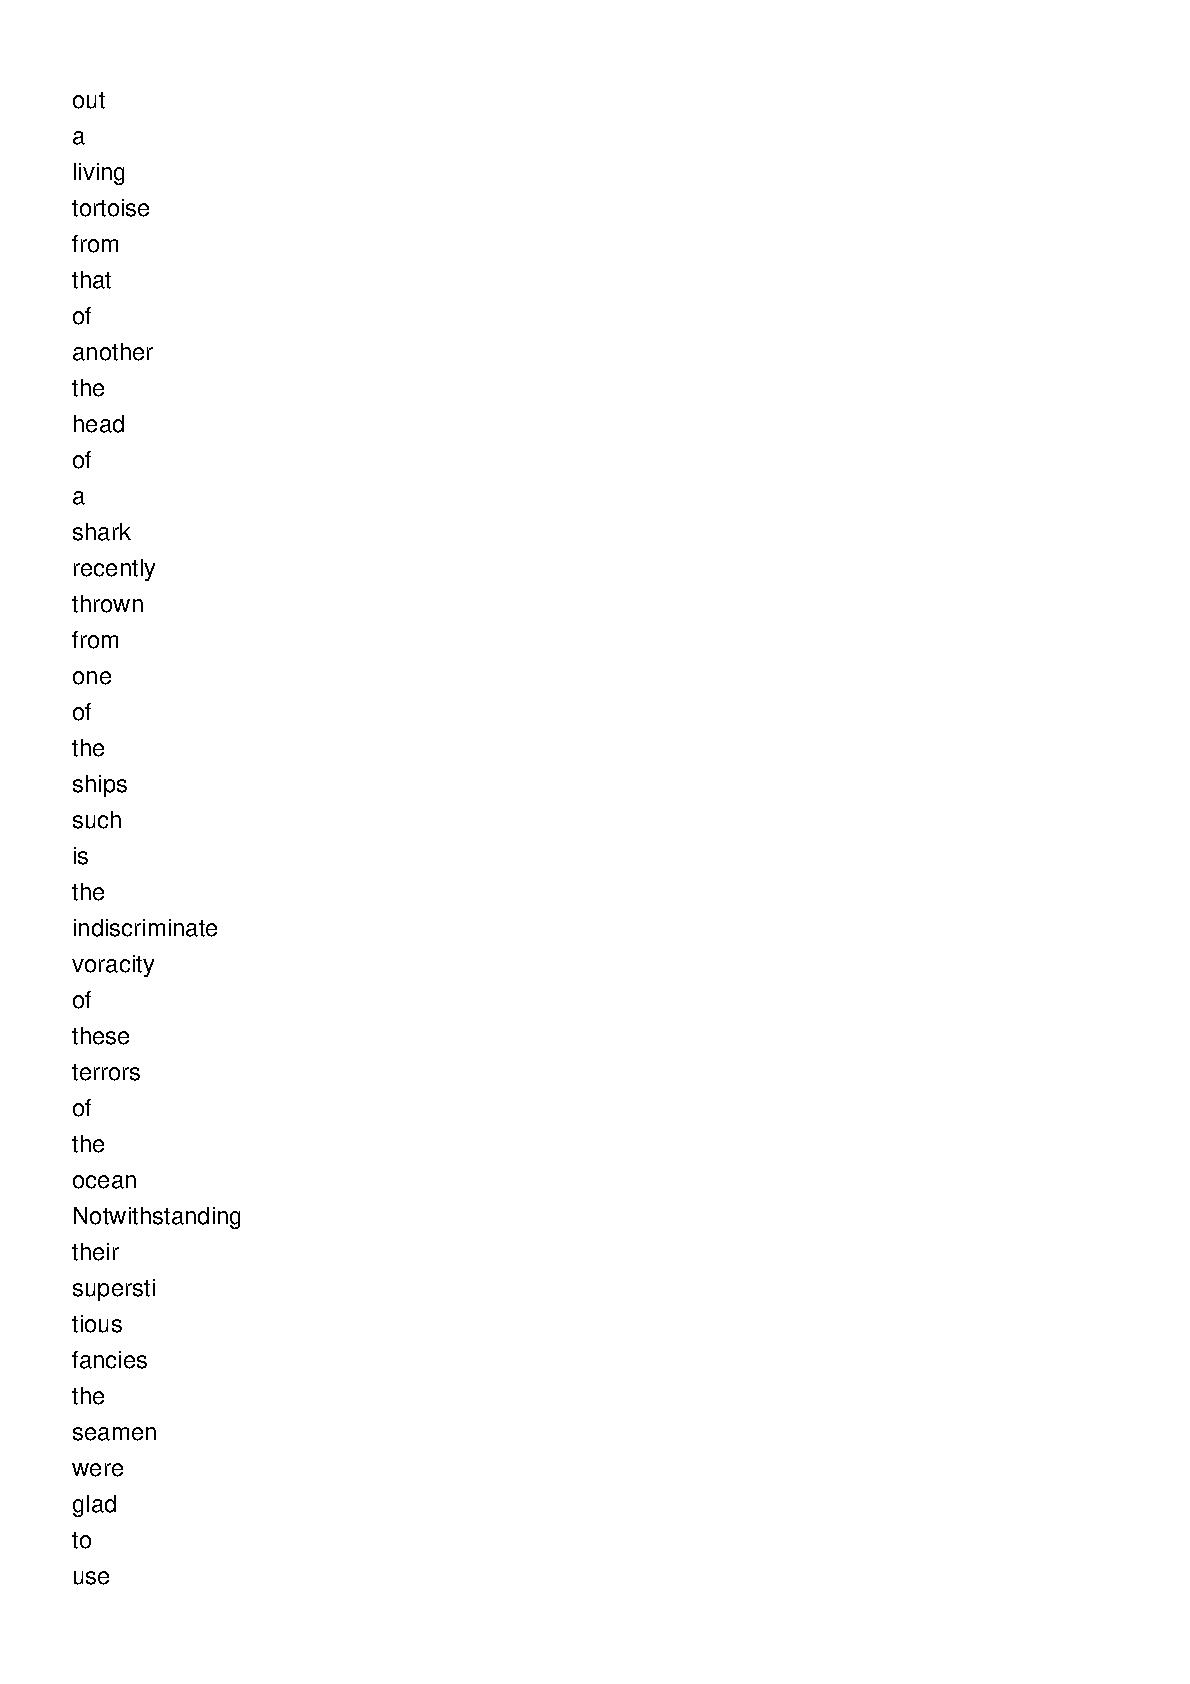 out
a
living
tortoise
from
that
of
another
the
head
of
a
shark
recently
thrown
from
one
of
the
ships
such
is
the
indiscriminate
voracity
of
these
terrors
of
the
ocean
Notwithstanding
their
supersti
tious
fancies
the
seamen
were
glad
to
use